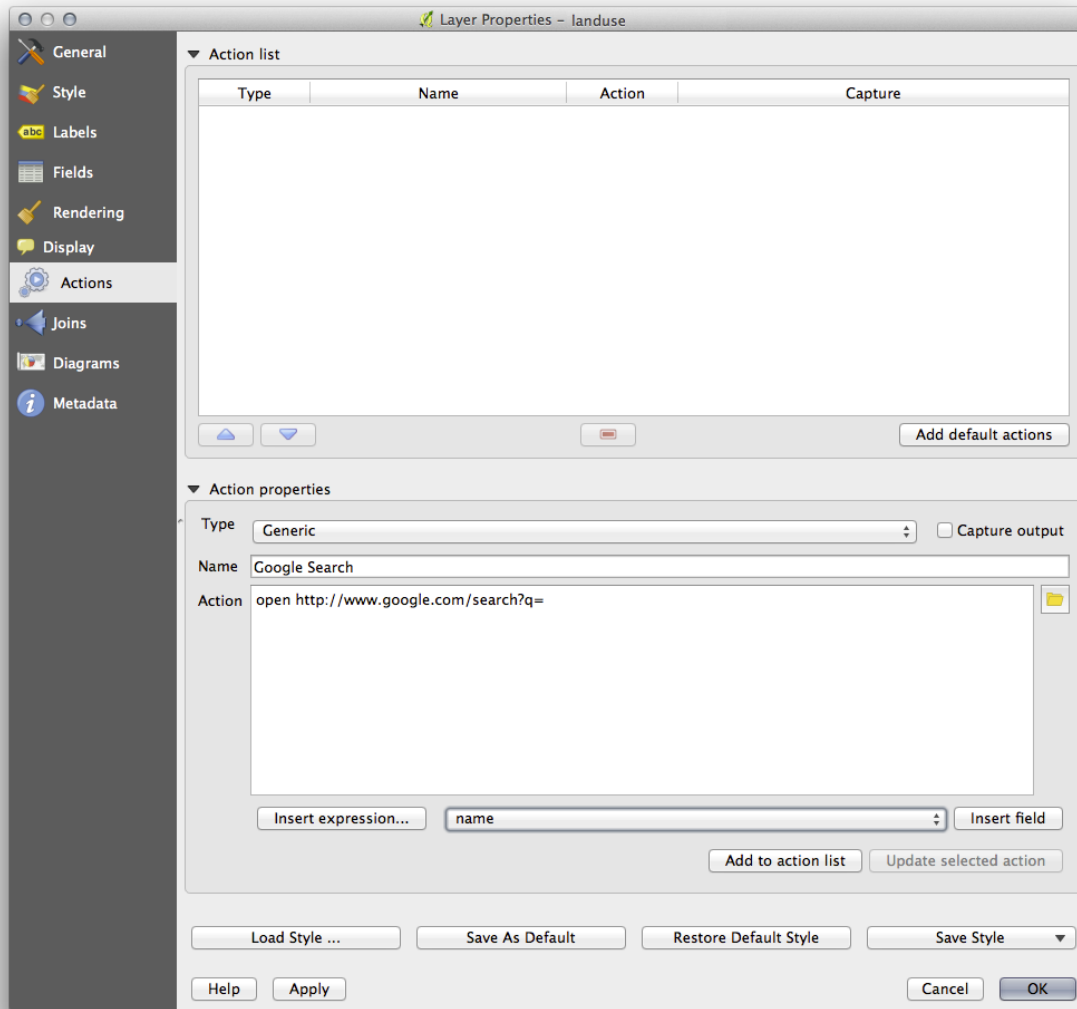 Layer Properties - landuse
General
Style
abc Labels
Fields
Rendering
Display
Actions
Joins
Diagrams
i Metadata
Action list
Type Name Action Capture
Add default actions
Action properties
Type Generic Capture output
Name Google Search
Action open http://www.google.com/search?q=
Insert expression... name Insert field
Add to action list Update selected action
Load Style ... Save As Default Restore Default Style Save Style
Help Apply Cancel OK